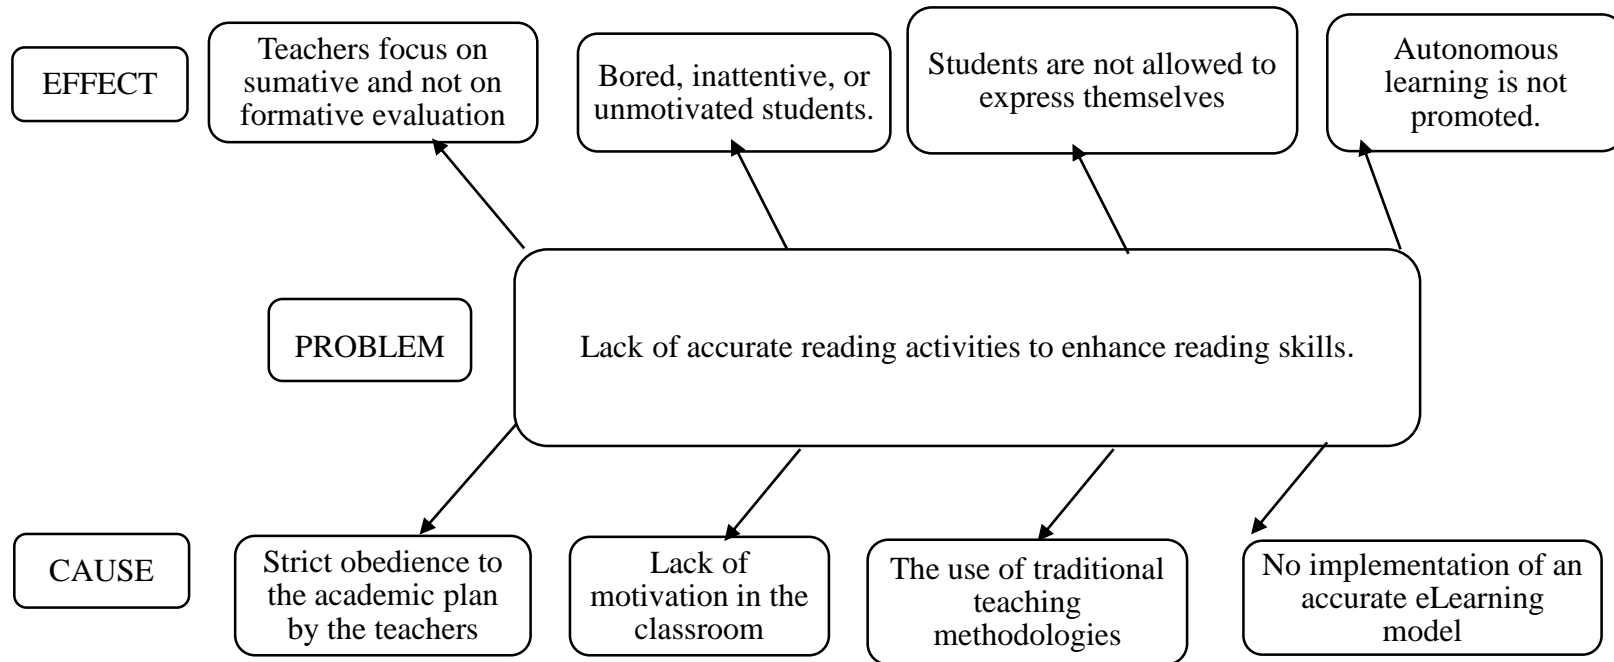 EFFECT
Teachers focus on
sumative and not on
formative evaluation
Bored, inattentive, or
unmotivated students.
Students are not allowed to
express themselves
Autonomous
learning is not
promoted.
PROBLEM
Lack of accurate reading activities to enhance reading skills.
CAUSE
Strict obedience to
the academic plan
by the teachers
Lack of
motivation in the
classroom
The use of traditional
teaching
methodologies
No implementation of an
accurate eLearning
model